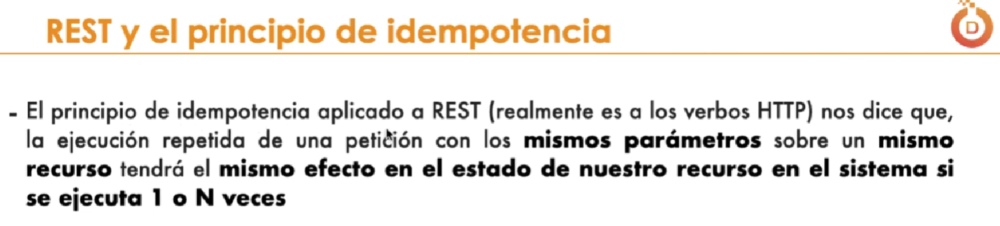 REST y el principio de idempotencia
D
- El principio de idempotencia aplicado a REST (realmente es a los verbos HTTP) nos dice que,
la ejecución repetida de una petición con los mismos parámetros sobre un mismo
recurso tendrá el mismo efecto en el estado de nuestro recurso en el sistema si
se ejecuta 1 o N veces